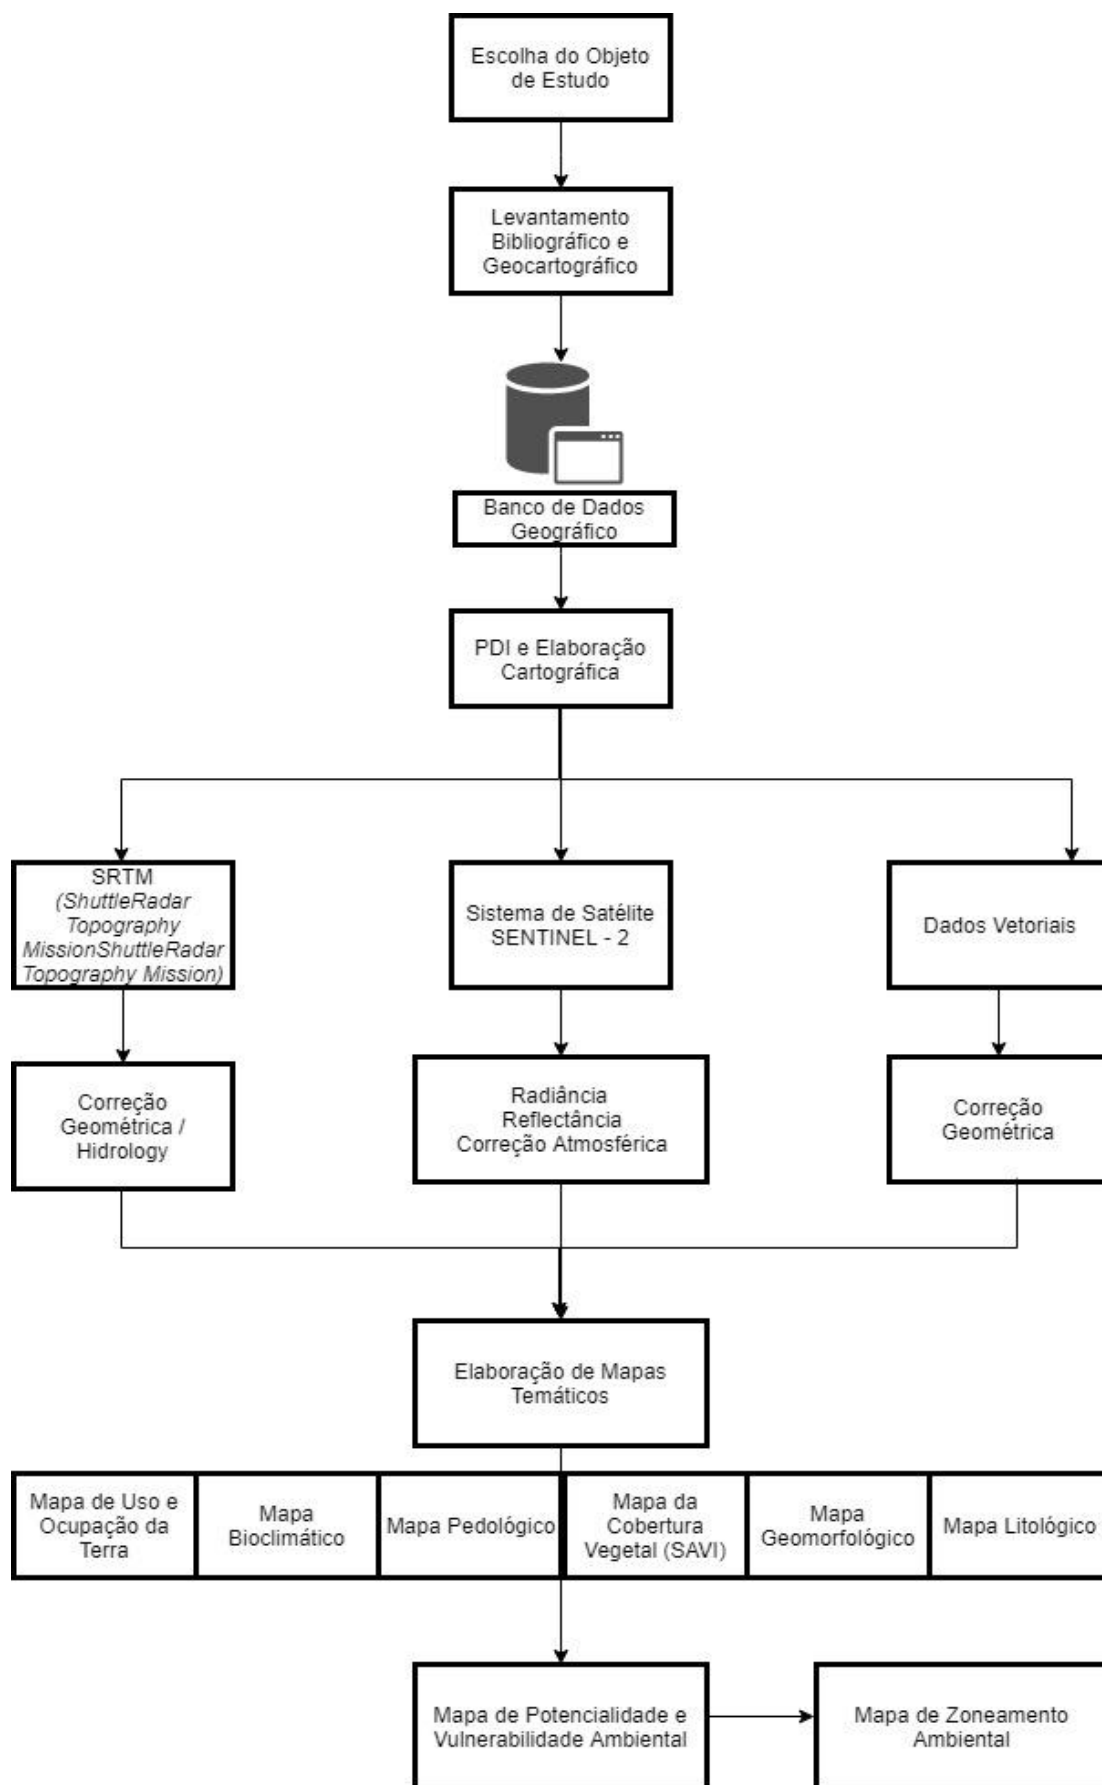 Escolha do Objeto
de Estudo
Levantamento
Bibliográfico e
Geocartográfico
Banco de Dados
Geográfico
PDI e Elaboração
Cartográfica
SRTM
(ShuttleRadar
Topography
MissionShuttleRadar
Topography Mission)
Sistema de Satélite
SENTINEL - 2
Dados Vetoriais
Correção
Geométrica /
Hidrology
Radiância
Reflectância
Correção Atmosférica
Correção
Geométrica
Elaboração de Mapas
Temáticos
Mapa de Uso e
Ocupação da
Terra
Mapa
Bioclimático
Mapa Pedológico
Mapa da
Cobertura
Vegetal (SAVI)
Mapa
Geomorfológico
Mapa Litológico
Mapa de Potencialidade e
Vulnerabilidade Ambiental
Mapa de Zoneamento
Ambiental